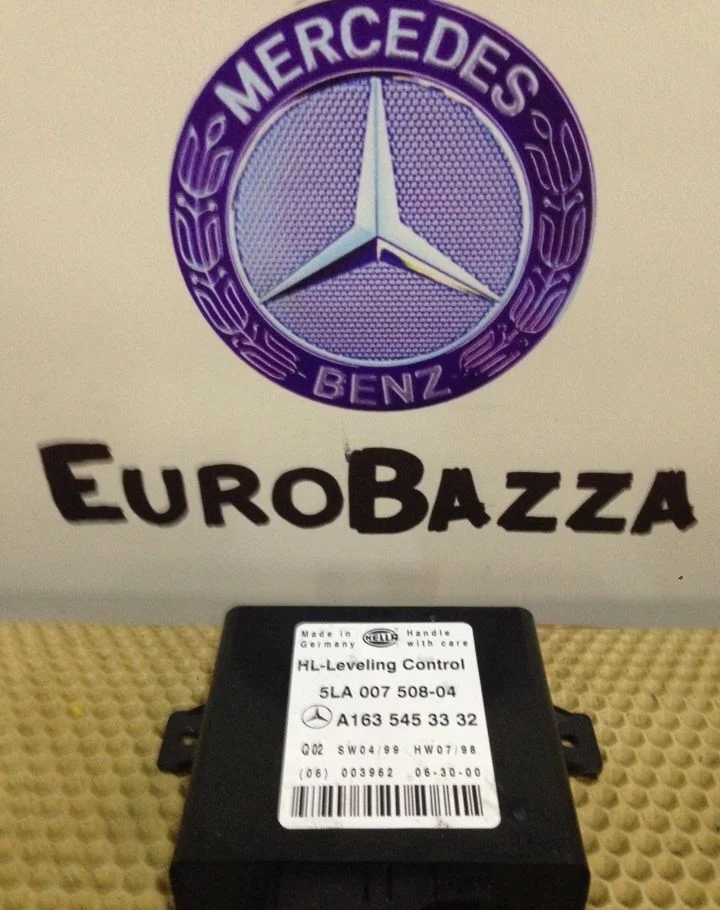 MERCEDES
BENZ
EUROBAZZA
Made in HELLA Handle
Germany with care
HL-Leveling Control
5LA 007 508-04
A163 545 33 32
Q02 SW04/99 HW07/98
(06) 003962 06-30-00